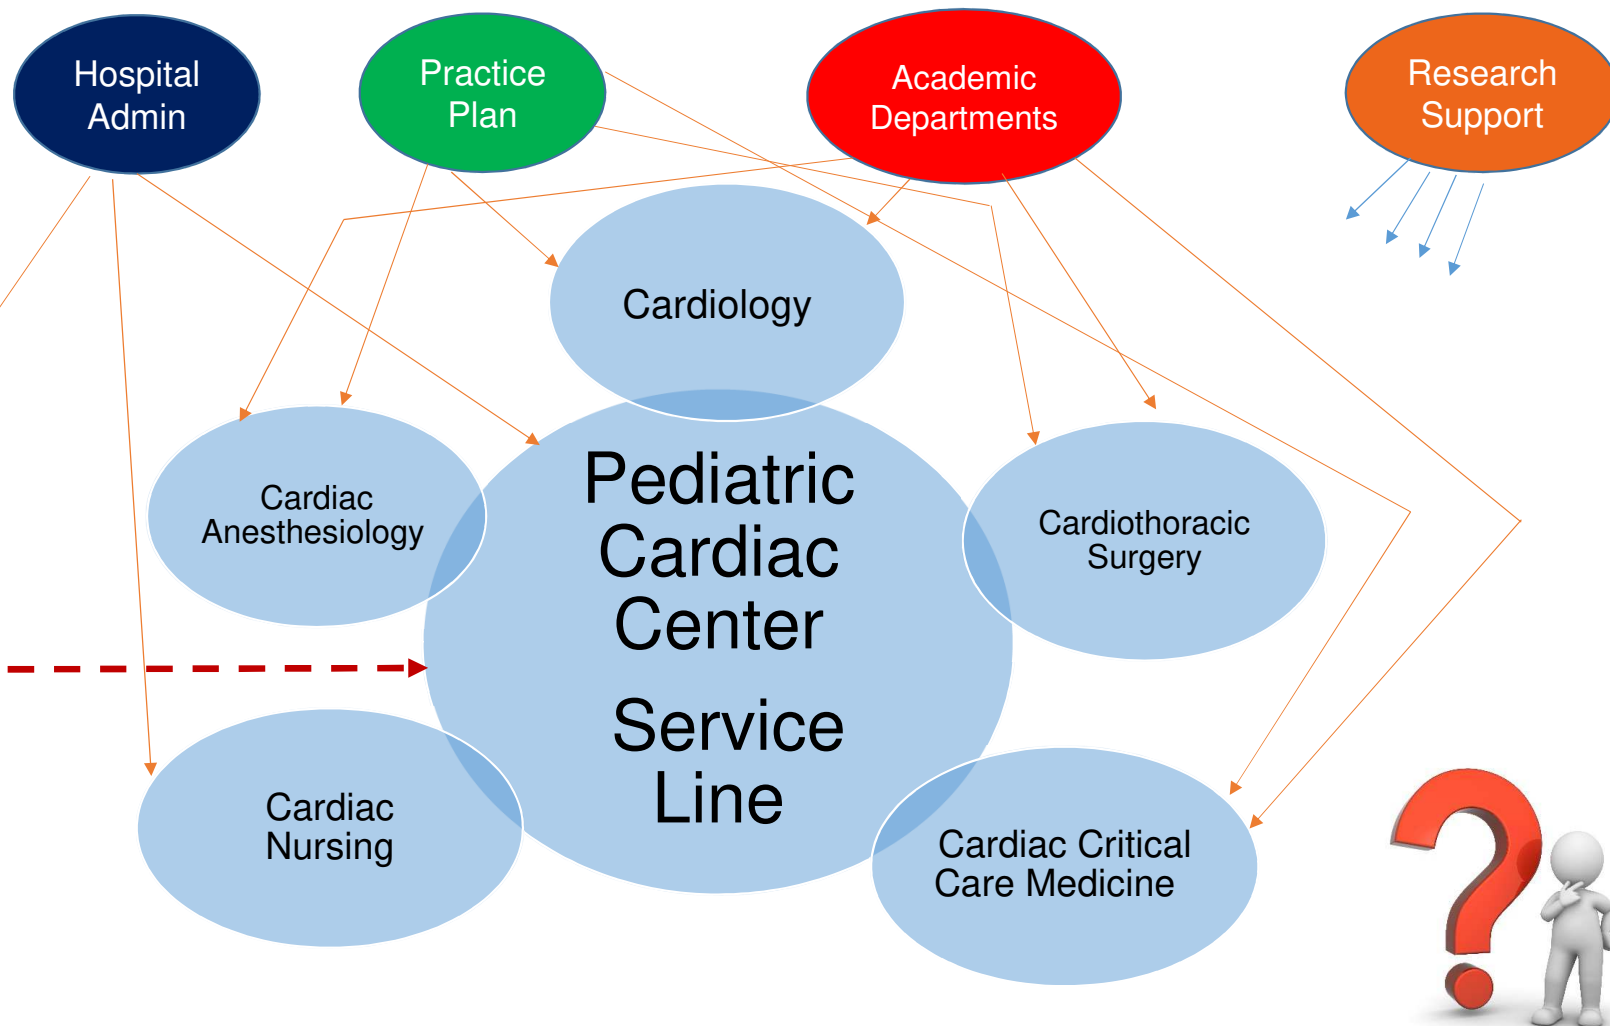 Hospital
Admin
Practice
Plan
Academic
Departments
Research
Support
Cardiology
Pediatric
Cardiac
Center
Service
Line
Cardiac
Anesthesiology
Cardiothoracic
Surgery
Cardiac
Nursing
Cardiac Critical
Care Medicine